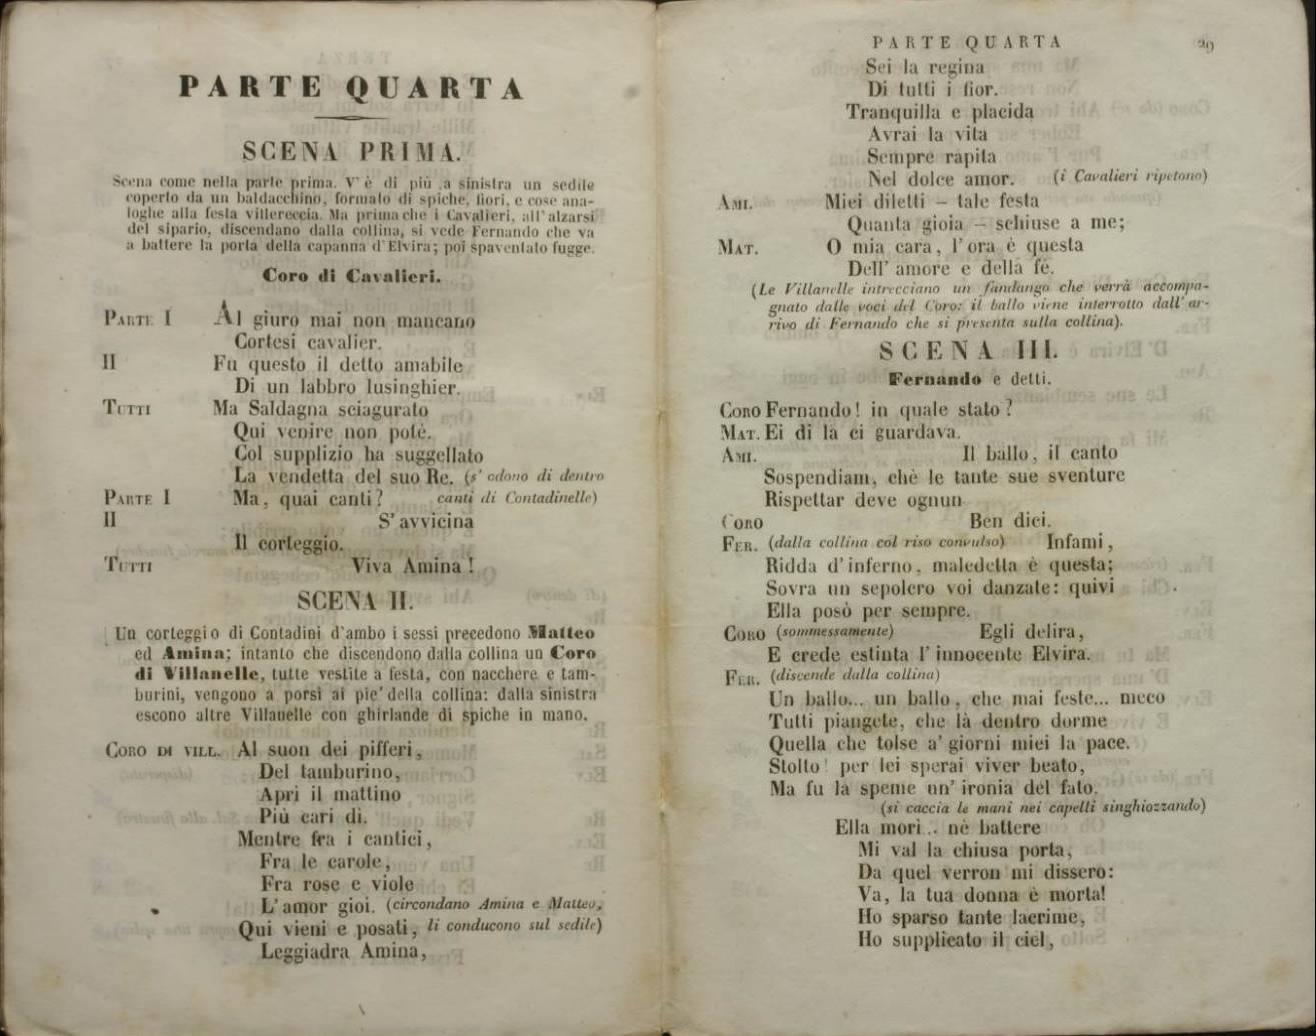 PARTE QUARTA
SCENA PRIMA.
Scena come nella parte prima. V'è di più a sinistra un sedile
coperto da un baldacchino, formato di spiche, fiori, e cose ana-
loghe alla festa villereccia. Ma prima che i Cavalieri, all'alzarsi
del sipario, discendano dalla collina, si vede Fernando che va
a battere la porta della capanna d'Elvira; poi spaventato fugge.
Coro di Cavalieri.
PARTE I Al giuro mai non mancano
Cortesi cavalier.
II Fu questo il detto amabile
Di un labbro lusinghier.
TUTTI Ma Saldagna sciagurato
Qui venire non potè.
Col supplizio ha suggellato
La vendetta del suo Re. (s'odono di dentro
PARTE I Ma, quai canti? canti di Contadinelle)
II S'avvicina
Il corteggio.
TUTTI Viva Amina!
SCENA II.
Un corteggio di Contadini d'ambo i sessi precedono Matteo
ed Amina; intanto che discendono dalla collina un Coro
di Villanelle, tutte vestite a festa, con nacchere e tam-
burini, vengono a porsi ai pie' della collina: dalla sinistra
escono altre Villanelle con ghirlande di spiche in mano.
CORO DI VILL. Al suon dei pifferi,
Del tamburino,
Apri il mattino
Più cari dì.
Mentre fra i cantici,
Fra le carole,
Fra rose e viole
L'amor gioì. (circondano Amina e Matteo,
Qui vieni e posati, li conducono sul sedile)
Leggiadra Amina,
PARTE QUARTA 29
Sei la regina
Di tutti i fior.
Tranquilla e placida
Avrai la vita
Sempre rapita
Nel dolce amor. (i Cavalieri ripetono)
AMI. Miei diletti – tale festa
Quanta gioia – schiuse a me;
MAT. O mia cara, l'ora è questa
Dell'amore e della fè.
(Le Villanelle intrecciano un fandango che verrà accompa-
gnato dalle voci del Coro: il ballo viene interrotto dall'ar-
rivo di Fernando che si presenta sulla collina).
SCENA III.
Fernando e detti.
CORO Fernando! in quale stato?
MAT. Ei di là ci guardava.
AMI. Il ballo, il canto
Sospendiam, chè le tante sue sventure
Rispettar deve ognun
CORO Ben dici.
FER. (dalla collina col riso convulso) Infami,
Ridda d'inferno, maledetta è questa;
Sovra un sepolcro voi danzate: quivi
Ella posò per sempre.
CORO (sommessamente) Egli delira,
E crede estinta l'innocente Elvira.
FER. (discende dalla collina)
Un ballo... un ballo, che mai feste... meco
Tutti piangete, che là dentro dorme
Quella che tolse a' giorni miei la pace.
Stolto! per lei sperai viver beato,
Ma fu la speme un' ironia del fato.
(si caccia le mani nei capelli singhiozzando)
Ella morì.. nè battere
Mi val la chiusa porta,
Da quel verron mi dissero:
Va, la tua donna è morta!
Ho sparso tante lacrime,
Ho supplicato il ciel,